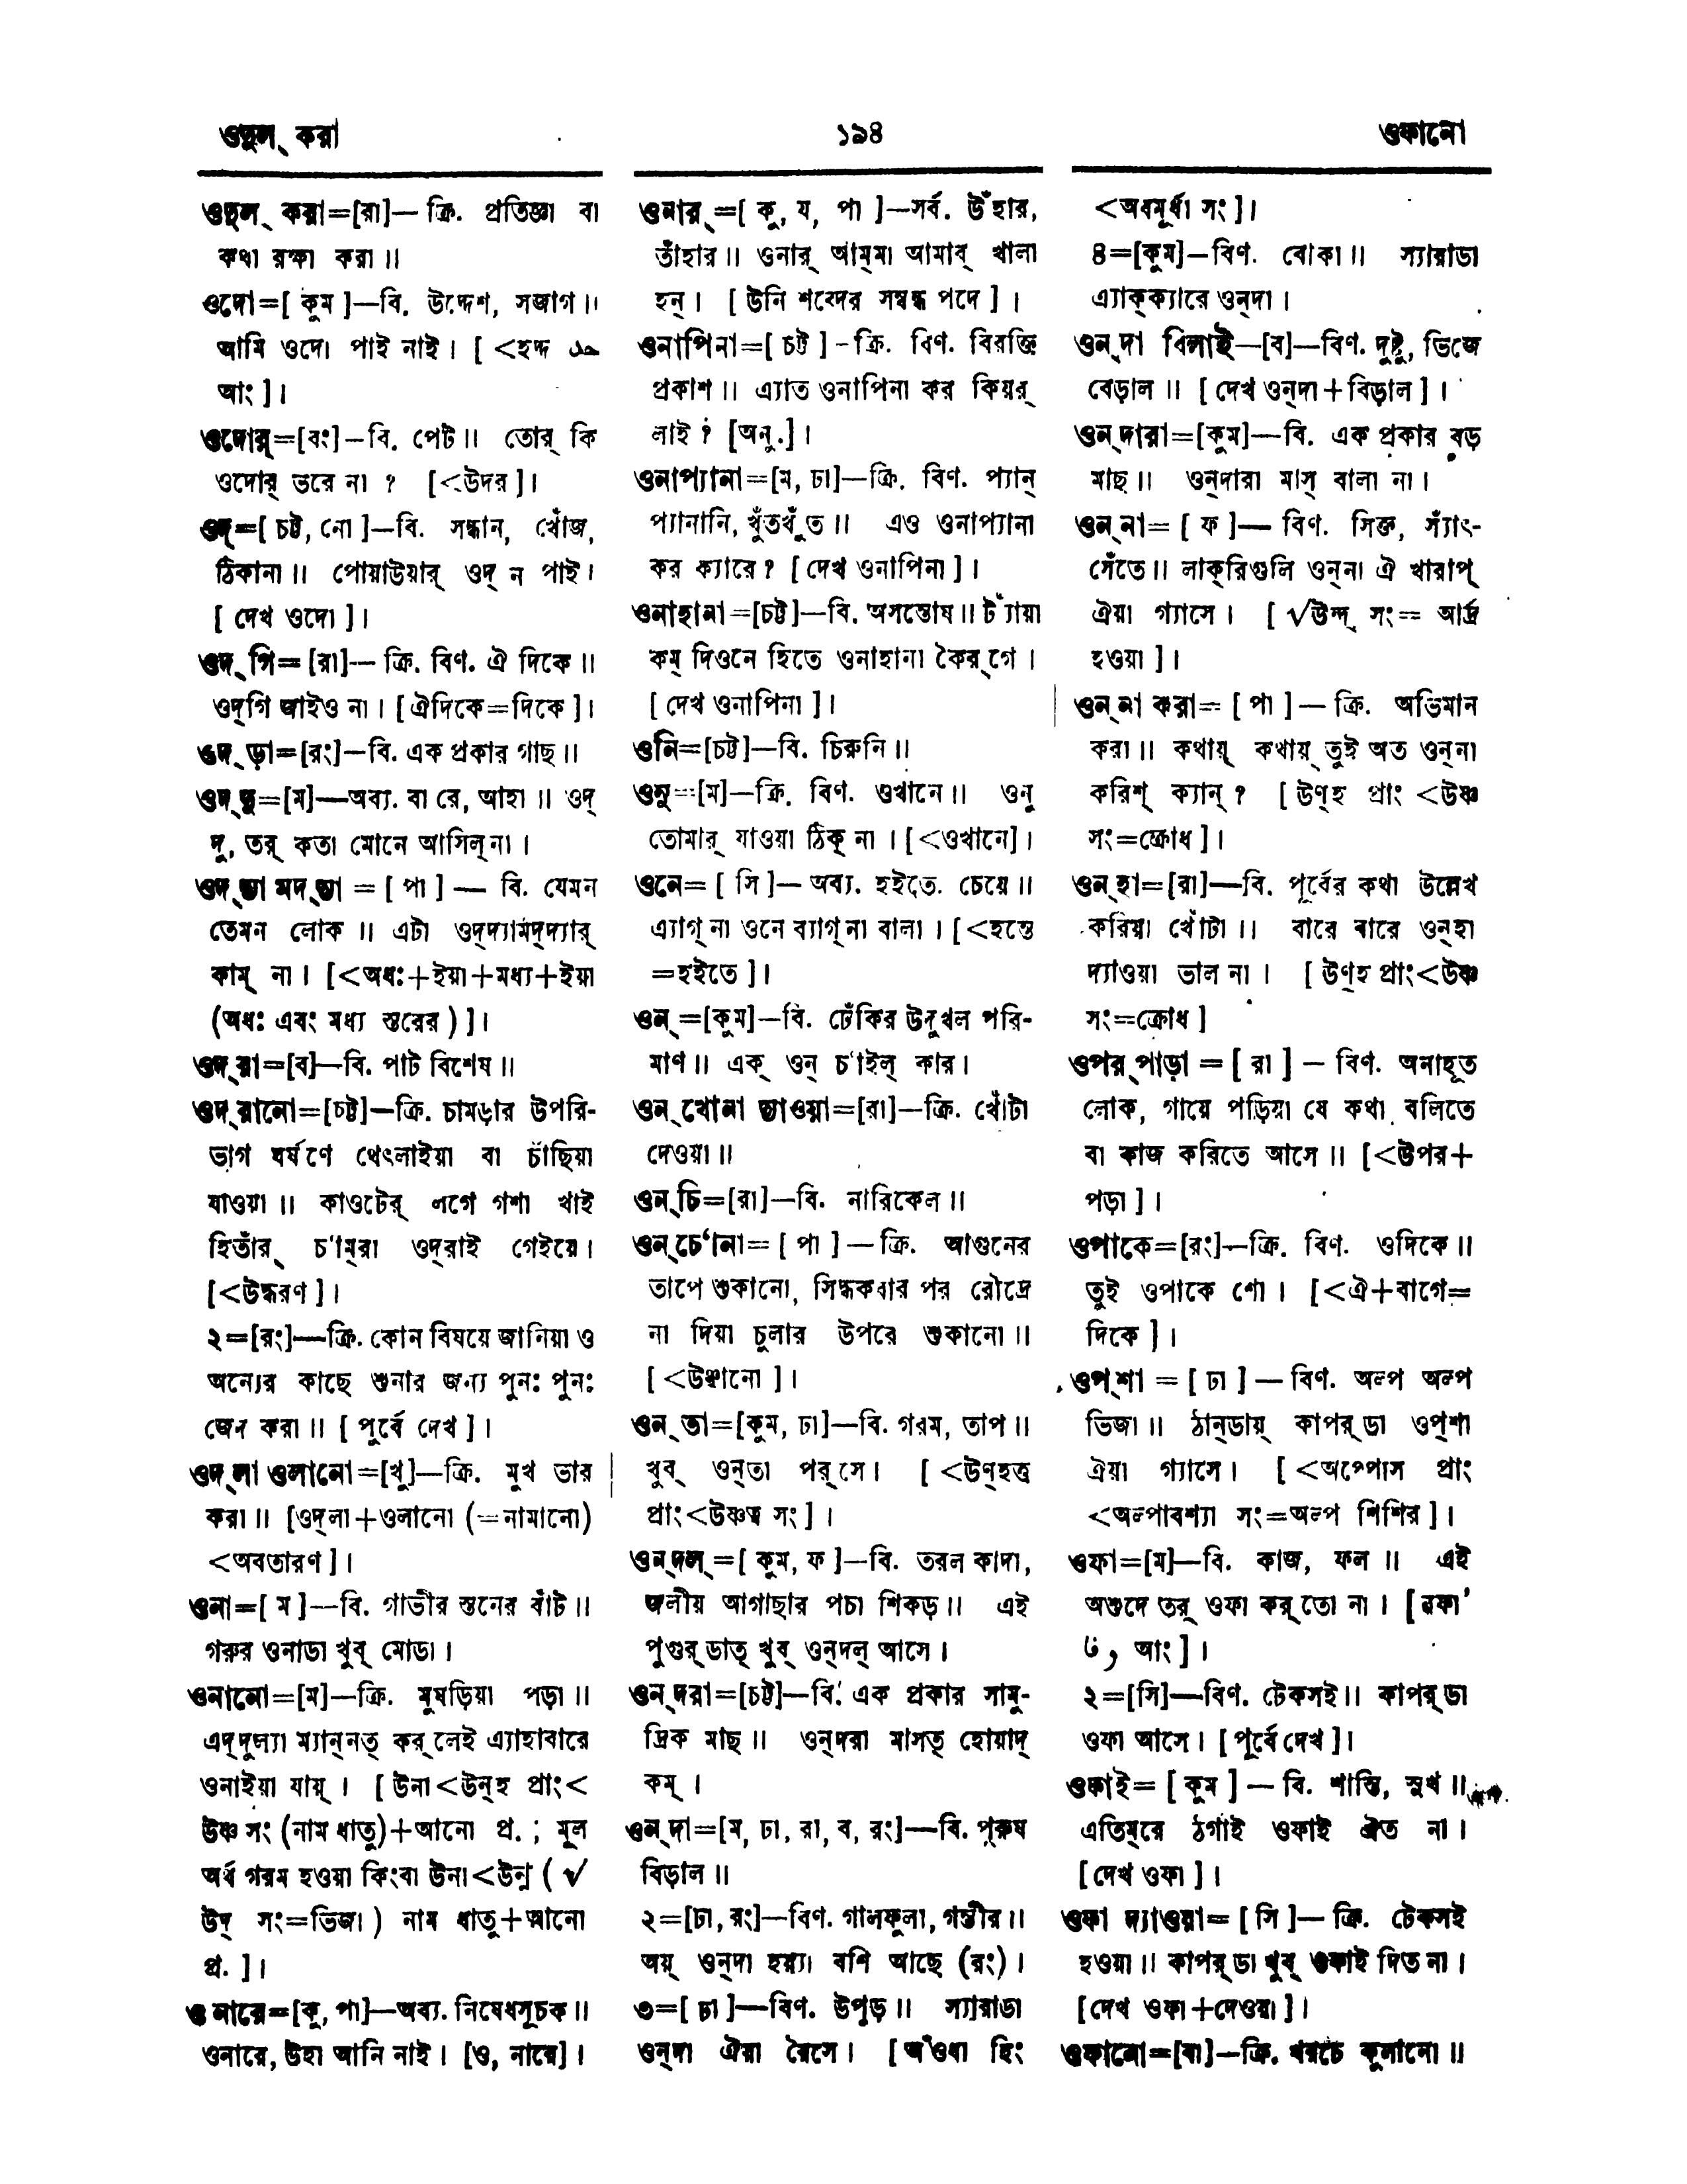 ওদুল্ করা
১৯৪
ওফানো
ওদুল্ করা=[রা]— ক্রি. প্রতিজ্ঞা বা
কথা রক্ষা করা॥
ওদো=[ কুম ]—বি. উদ্দেশ, সজাগ॥
আমি ওদো পাই নাই। [ <হদ্দ
আং ]।
ওদোর্=[বং]—বি. পেট॥ তোর্ কি
ওদোর্ ভরে না ? [<উদর]।
ওদ্=[ চট্ট, নো ]—বি. সন্ধান, খোঁজ,
ঠিকানা॥ পোয়াউয়ার্ ওদ্ ন পাই।
[ দেখ ওদো ]।
ওদ্গি=[রা]— ক্রি. বিণ. ঐ দিকে॥
ওদ্গি জাইও না। [ ঐদিকে=দিকে ]।
ওদ্ড়া=[রং]—বি. এক প্রকার গাছ॥
ওদ্দু=[ম]—অব্য. বা রে, আহা॥ ওদ্
দু, তর্ কতা মোনে আসিল্ না।
ওদ্দ্যা মদ্দ্যা = [ পা ] — বি. যেমন
তেমন লোক॥ এটা ওদ্দ্যামদ্দ্যার্
কাম্ না। [<অধঃ+ইয়া+মধ্য+ইয়া
(অধঃ এবং মধ্য স্তরের)]।
ওদ্রা=[ব]—বি. পাট বিশেষ॥
ওদ্রানো=[চট্ট]—ক্রি. চামড়ার উপরি-
ভাগ ঘর্ষণে থেৎলাইয়া বা চাঁছিয়া
যাওয়া॥ কাওটের্ লগে গশা খাই
হিতাঁর্ চ'াম্‌রা ওদ্‌রাই গেইয়ে।
[<উদ্ধরণ]।
২=[রং]—ক্রি. কোন বিষয়ে জানিয়া ও
অন্যের কাছে শুনার জন্য পুনঃ পুনঃ
জেদ করা॥ [ পূর্বে দেখ ]।
ওদ্লা ওলানো=[খু]—ক্রি. মুখ ভার
করা॥ [ওদ্লা+ওলানো (=নামানো)
<অবতারণ]।
ওনা=[ ম ]—বি. গাভীর স্তনের বাঁট॥
গরুর ওনাডা খুব্ মোডা।
ওনানো=[ম]—ক্রি. মুষড়িয়া পড়া॥
এদ্দুল্যা ম্যান্নত্ কর্‌লেই এ্যাহাবারে
ওনাইয়া যায়্। [ উনা<উন্হ প্রাং<
উষ্ণ সং (নাম ধাতু)+আনো প্র. ; মূল
অর্থ গরম হওয়া কিংবা উনা<উন্ন ( √
উন্দ্ সং=ভিজা ) নাম ধাতু+আনো
প্র. ]।
ও নারে=[কু, পা]—অব্য. নিষেধসূচক॥
ওনারে, উহা আনি নাই। [ও, নারে]।
ওনার্=[ কু, য, পা ]—সর্ব. উঁহার,
তাঁহার॥ ওনার্ আম্‌মা আমাব্ খালা
হন্। [ উনি শব্দের সম্বন্ধ পদে ]।
ওনাপিনা=[ চট্ট ] – ক্রি. বিণ. বিরক্তি
প্রকাশ॥ এ্যাত ওনাপিনা কর কিয়র্
লাই ? [অনু.]।
ওনাপ্যানা=[ম, ঢা]—ক্রি. বিণ. প্যান্
প্যানানি, খুঁতখুঁত॥ এও ওনাপ্যানা
কর ক্যারে ? [ দেখ ওনাপিনা ]।
ওনাহানা=[চট্ট]—বি. অসন্তোষ॥ ট্যাঁয়া
কম্ দিওনে হিতে ওনাহানা কৈর্‌গে।
[ দেখ ওনাপিনা ]।
ওনি=[চট্ট]—বি. চিরুনি॥
ওনু=[ম]—ক্রি. বিণ. ওখানে॥ ওনু
তোমার্ যাওয়া ঠিক্ না। [<ওখানে]।
ওনে=[ সি ]— অব্য. হইতে. চেয়ে॥
এ্যাগ্‌না ওনে ব্যাগ্‌না বালা। [<হন্তে
=হইতে ]।
ওন্=[কুম]—বি. ঢেঁকির উদুখল পরি-
মাণ॥ এক্ ওন্ চ'াইল্ কার।
ওন্খোনা দ্যাওয়া=[রা]—ক্রি. খোঁটা
দেওয়া॥
ওন্চি=[রা]—বি. নারিকেল॥
ওন্চে'ানা=[ পা ]—ক্রি. আগুনের
তাপে শুকানো, সিদ্ধকবার পর রৌদ্রে
না দিয়া চুলার উপরে শুকানো॥
[ <উঞ্চানো ]।
ওন্তা=[কুম, ঢা]—বি. গরম, তাপ॥
খুব্ ওন্‌তা পর্‌সে। [ <উণ্‌হত্ত
প্রাং<উষ্ণত্ব সং ]।
ওন্দল্=[ কুম, ফ ]—বি. তরল কাদা,
জলীয় আগাছার পচা শিকড়॥ এই
পুগুর্‌ডাত্ খুব্ ওন্‌দল্ আসে।
ওন্দরা=[চট্ট]—বি. এক প্রকার সামু-
দ্রিক মাছ॥ ওন্‌দরা মাসত্ হোয়াদ্
কম্।
ওন্দা=[ম, ঢা, রা, ব, রং]—বি. পুরুষ
বিড়াল॥
২=[ঢা, রং]—বিণ. গালফুলা, গম্ভীর॥
অয়্ ওন্‌দা হয়্যা বশি আছে (রং)।
৩=[ ঢা ]—বিণ. উপুড়॥ স্যারাডা
ওন্‌দা ঐয়া রৈসে। [ অাঁওধা হিং
<অবমূর্ধা সং ]।
৪=[কুম]—বিণ. বোকা॥ স্যারাডা
এ্যাক্‌ক্যারে ওন্‌দা।
ওন্দা বিলাই—[ব]—বিণ. দুষ্টু, ভিজে
বেড়াল॥ [ দেখ ওন্‌দা+বিড়াল ]।
ওন্দারা=[কুম]—বি. এক প্রকার বড়
মাছ॥ ওন্‌দারা মাস্ বালা না।
ওন্না= [ ফ ]— বিণ. সিক্ত, স্যাঁৎ-
সেঁতে॥ লাক্‌রিগুলি ওন্‌না ঐ খারাপ্
ঐয়া গ্যাসে। [ √উন্দ্ সং= আর্দ্র
হওয়া ]।
ওন্না করা= [ পা ] — ক্রি. অভিমান
করা॥ কথায়্ কথায়্ তুই অত ওন্‌না
করিশ্ ক্যান্ ? [ উণ্‌হ প্রাং <উষ্ণ
সং=ক্রোধ ]।
ওন্হা=[রা]—বি. পূর্বের কথা উল্লেখ
করিয়া খোঁটা॥ বারে বারে ওন্‌হা
দ্যাওয়া ভাল না। [ উণ্‌হ প্রাং<উষ্ণ
সং=ক্রোধ ]
ওপর্পাড়া = [ রা ] – বিণ. অনাহূত
লোক, গায়ে পড়িয়া যে কথা বলিতে
বা কাজ করিতে আসে॥ [<উপর+
পড়া ]।
ওপাকে=[রং]—ক্রি. বিণ. ওদিকে॥
তুই ওপাকে শো। [<ঐ+বাগে=
দিকে ]।
ওপ্শা = [ ঢা ] — বিণ. অল্প অল্প
ভিজা॥ ঠান্‌ডায়্ কাপর্‌ডা ওপ্‌শা
ঐয়া গ্যাসে। [ <অপ্পোস প্রাং
<অল্পাবশ্যা সং=অল্প শিশির ]।
ওফা=[ম]—বি. কাজ, ফল॥ এই
অশুদে তর্ ওফা কর্‌তো না। [ রফা'
আং ]।
২=[সি]—বিণ. টেকসই॥ কাপর্‌ডা
ওফা আসে। [ পূর্বে দেখ ]।
ওফাই= [ কুম ] — বি. শান্তি, সুখ॥
এতিম্‌রে ঠগাই ওফাই ঐত না।
[ দেখ ওফা ]।
ওফা দ্যাওয়া= [ সি ]— ক্রি. টেকসই
হওয়া॥ কাপর্‌ডা খুব্ ওফাই দিত না।
[ দেখ ওফা+দেওয়া ]।
ওফানো=[বা]—ক্রি. খরচে কুলানো॥